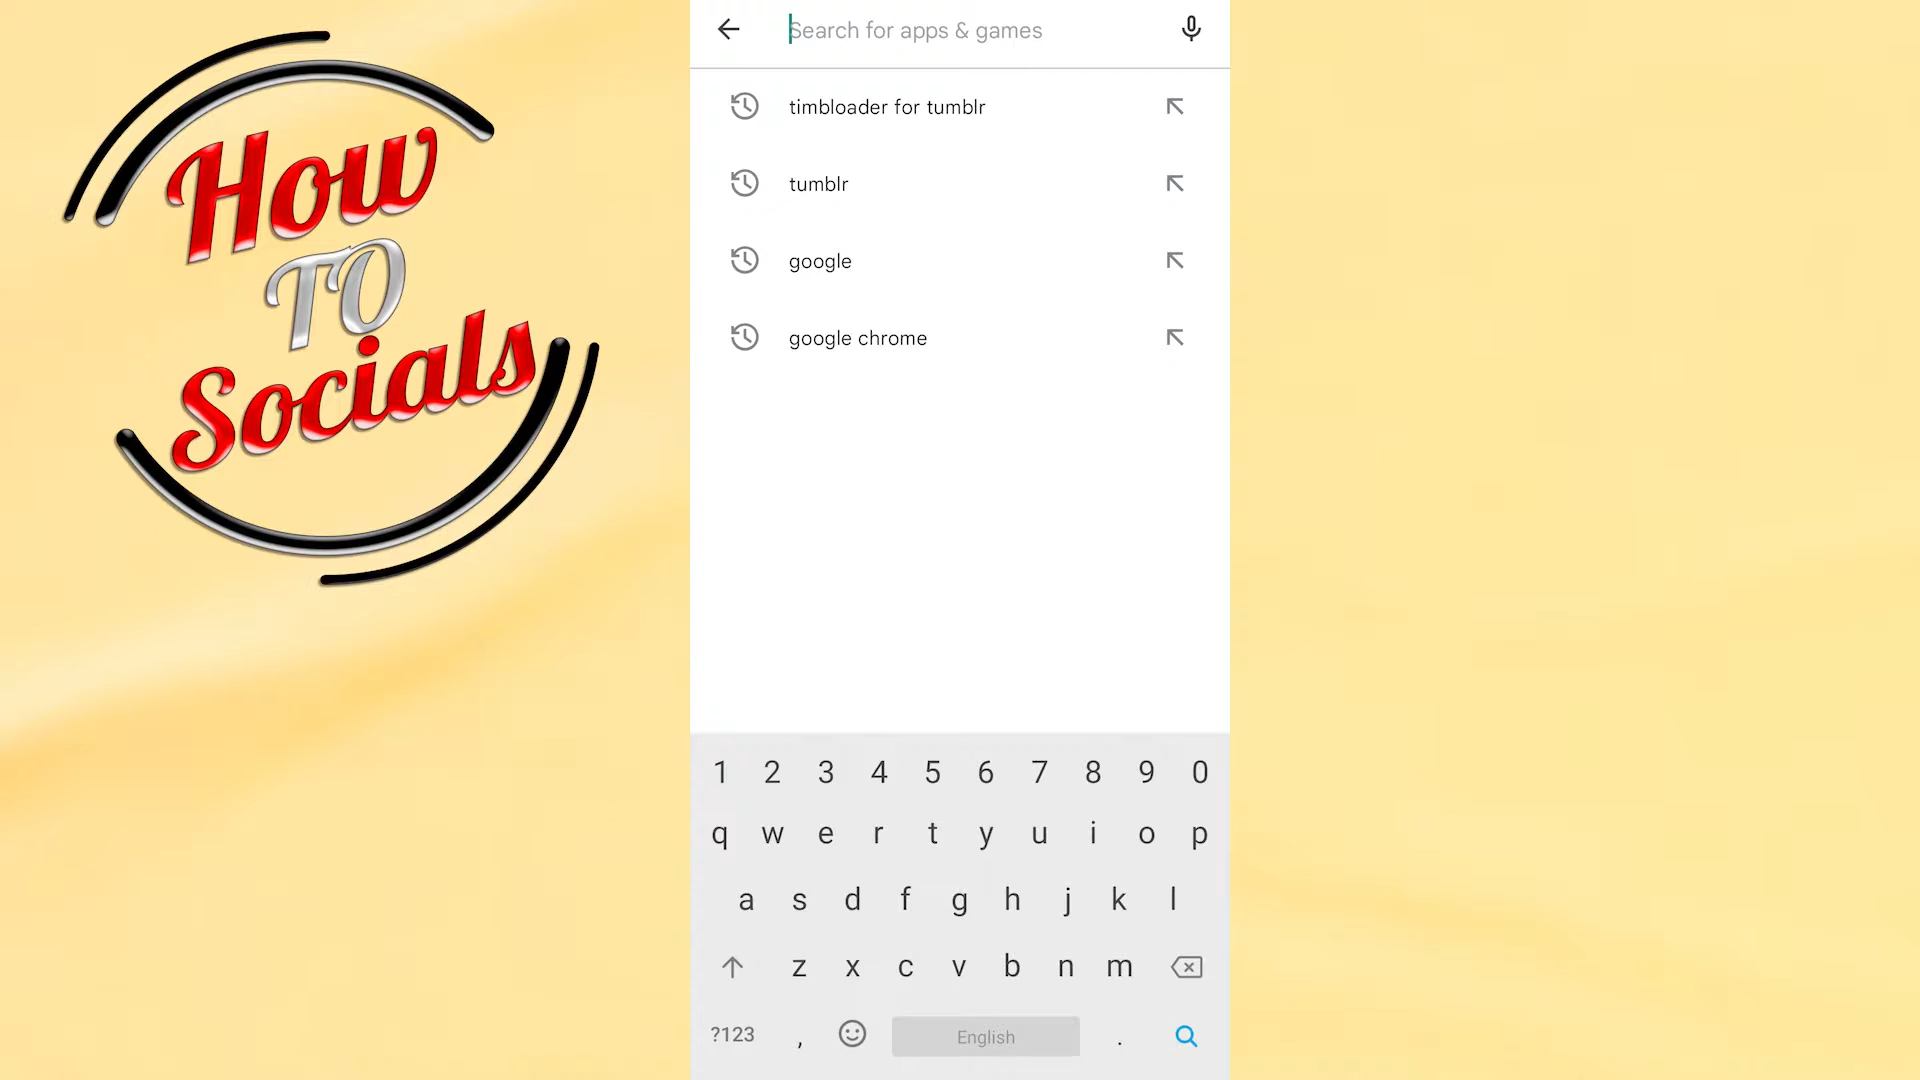 How
TO
Socials
Search for apps & games
timbloader for tumblr
tumblr
google
google chrome
1 2 3 4 5 6 7 8 9 0
q w e r t y u i o p
a s d f g h j k l
z x c v b n m
?123 , English .